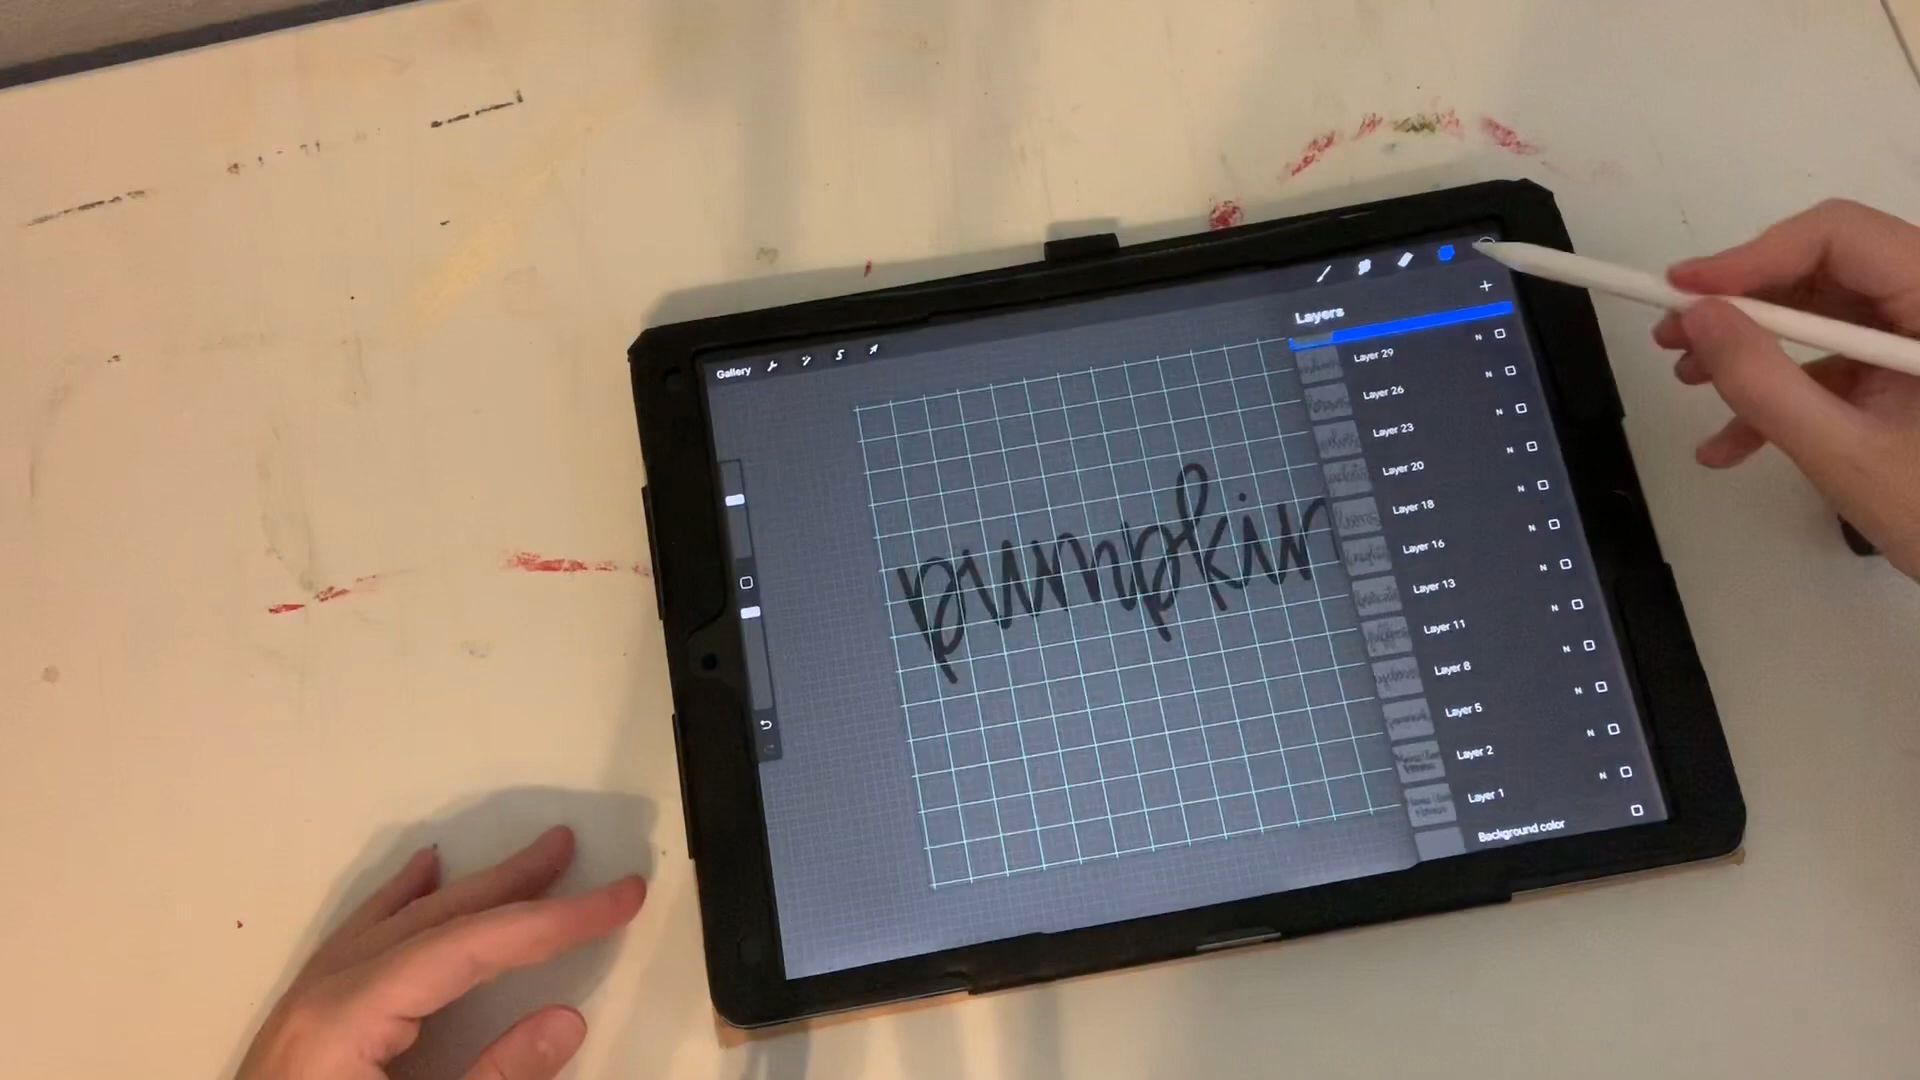 Gallery
Layers
Layer 29 N
Layer 26 N
Layer 23 N
Layer 20 N
Layer 18 N
Layer 16 N
Layer 13 N
Layer 11 N
Layer 8 N
Layer 5 N
Layer 2 N
Layer 1 N
Background color
pumpkin